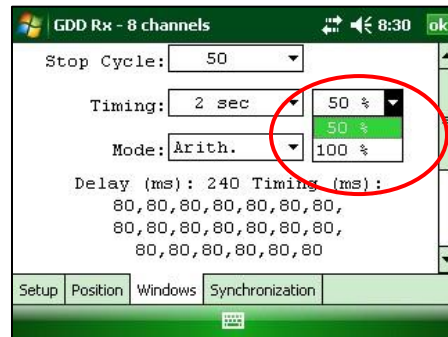 GDD Rx - 8 channels 8:30 ok
Stop Cycle: 50
Timing: 2 sec 50 %
50 %
100 %
Mode: Arith.
Delay (ms): 240 Timing (ms):
80,80,80,80,80,80,80,
80,80,80,80,80,80,80,
80,80,80,80,80,80
Setup Position Windows Synchronization